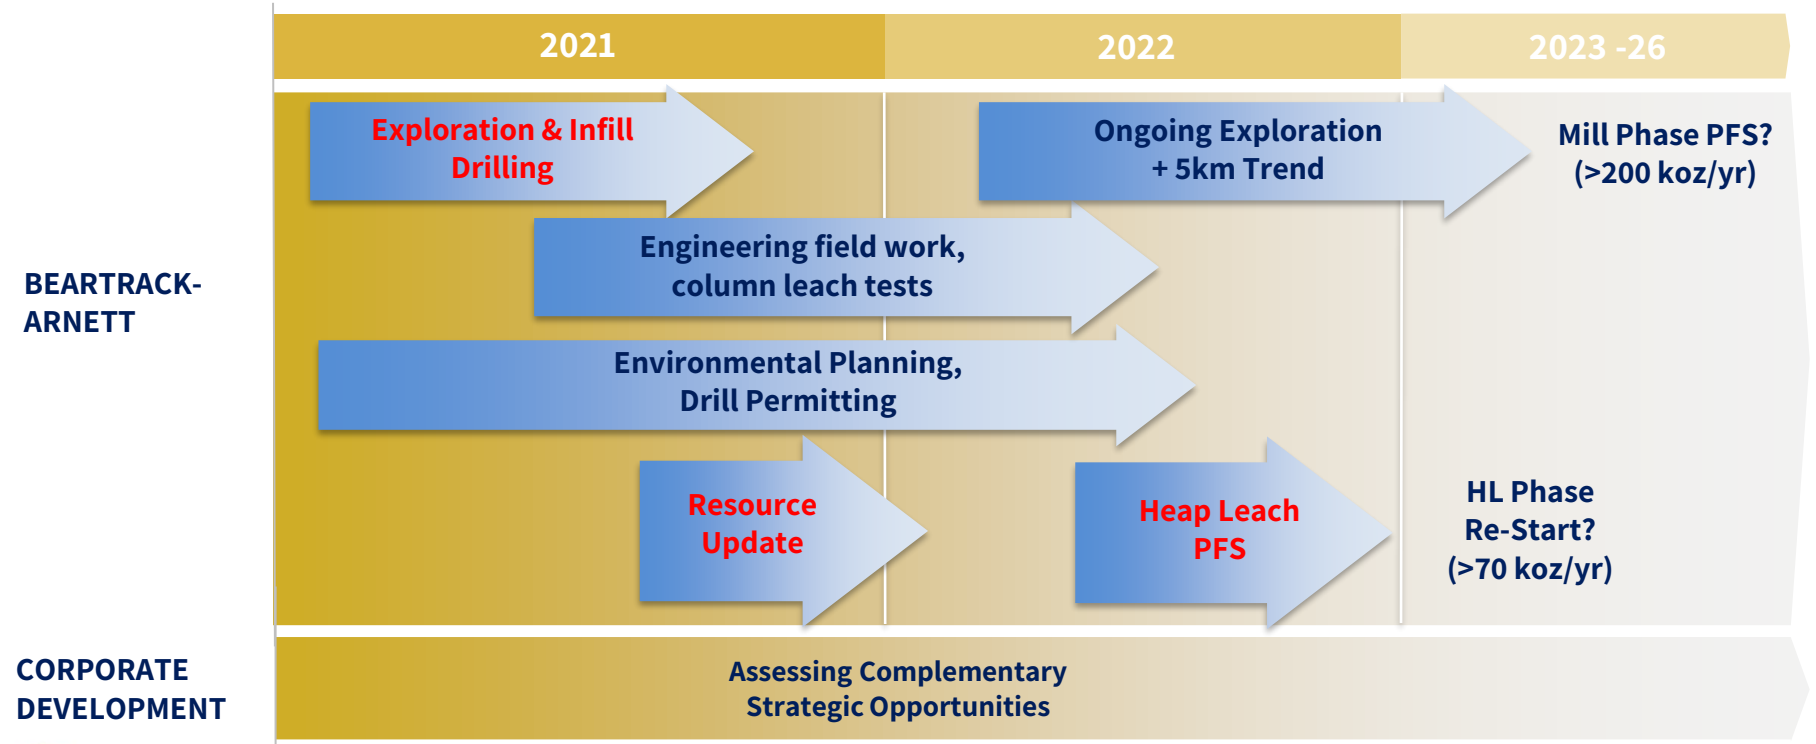 2021
2022
2023 -26
BEARTRACK-
ARNETT
Exploration & Infill
Drilling
Ongoing Exploration
+ 5km Trend
Mill Phase PFS?
(>200 koz/yr)
Engineering field work,
column leach tests
Environmental Planning,
Drill Permitting
Resource
Update
Heap Leach
PFS
HL Phase
Re-Start?
(>70 koz/yr)
CORPORATE
DEVELOPMENT
Assessing Complementary
Strategic Opportunities